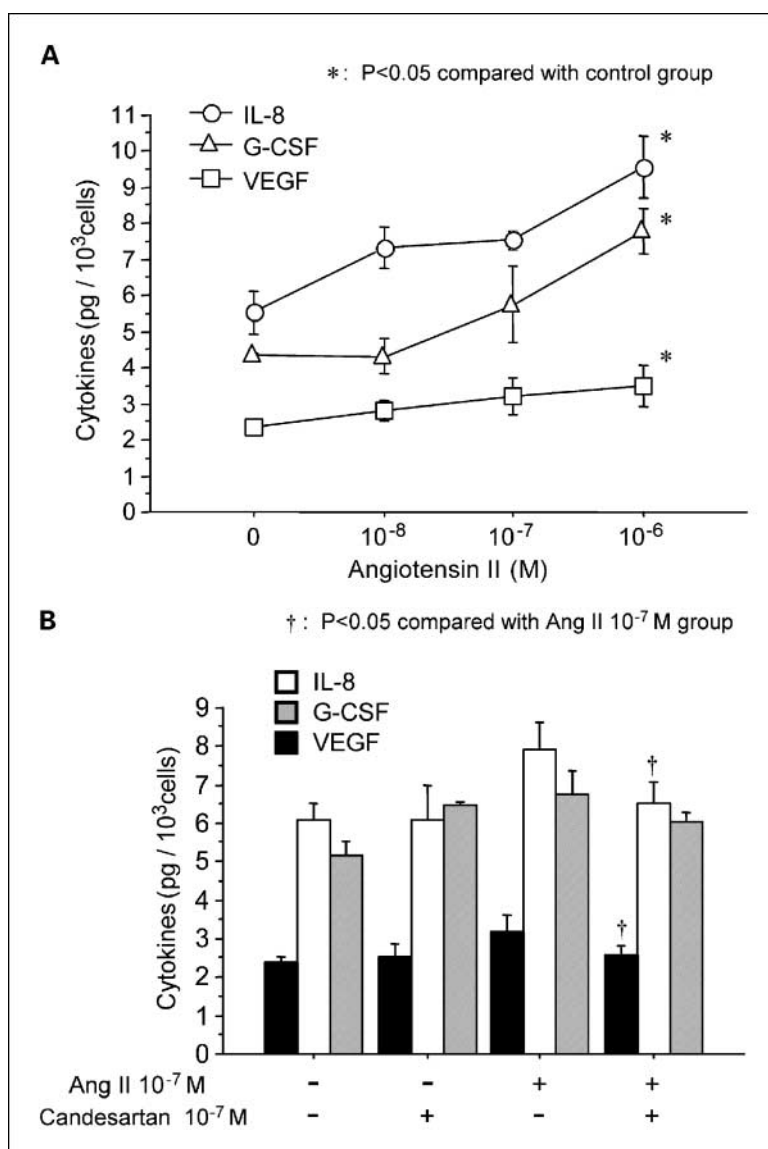 A
*: P<0.05 compared with control group
IL-8
G-CSF
VEGF
Cytokines (pg / 10³cells)
11
10
9
8
7
6
5
4
3
2
1
0
*
*
*
0 10⁻⁸ 10⁻⁷ 10⁻⁶
Angiotensin II (M)
B
†: P<0.05 compared with Ang II 10⁻⁷ M group
IL-8
G-CSF
VEGF
Cytokines (pg / 10³cells)
9
8
7
6
5
4
3
2
1
0
†
†
Ang II 10⁻⁷ M - - + +
Candesartan 10⁻⁷ M - + - +